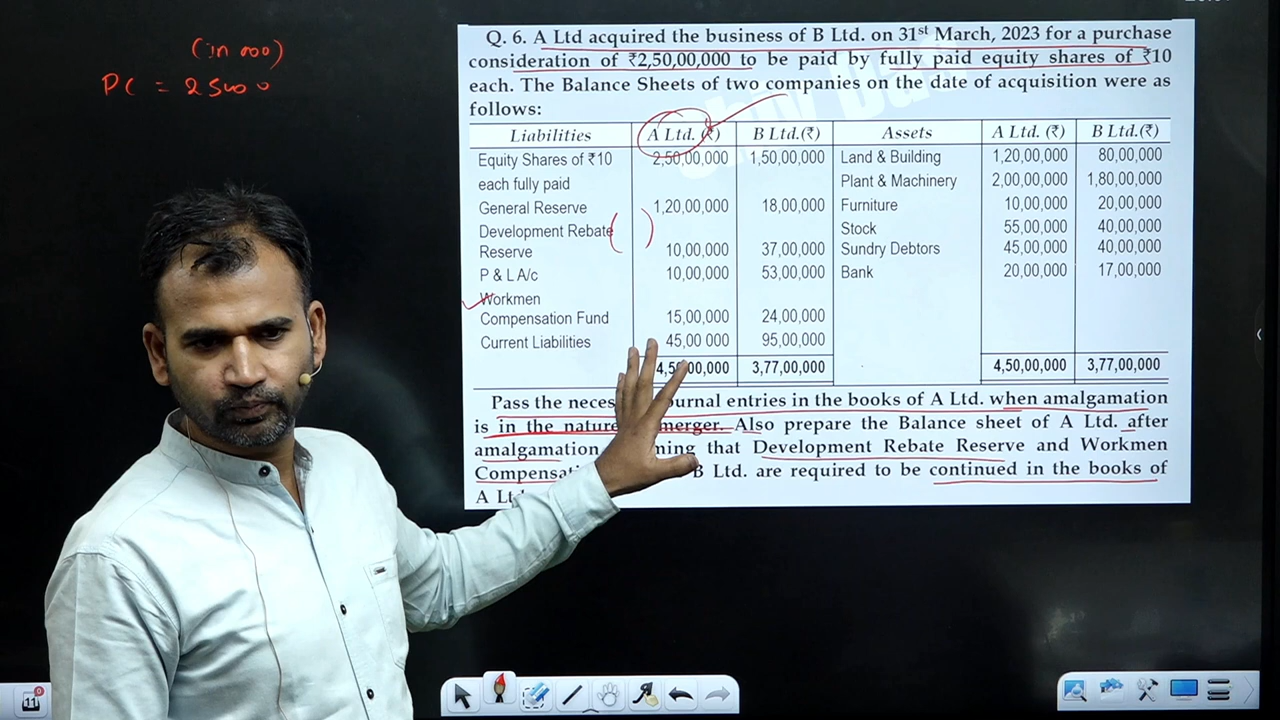 (in 000)
PC = 25000
Q. 6. A Ltd acquired the business of B Ltd. on 31st March, 2023 for a purchase
consideration of ₹2,50,00,000 to be paid by fully paid equity shares of ₹10
each. The Balance Sheets of two companies on the date of acquisition were as
follows:
Liabilities A Ltd. (₹) B Ltd.(₹) Assets A Ltd. (₹) B Ltd.(₹)
Equity Shares of ₹10 2,50,00,000 1,50,00,000 Land & Building 1,20,00,000 80,00,000
each fully paid Plant & Machinery 2,00,00,000 1,80,00,000
General Reserve 1,20,00,000 18,00,000 Furniture 10,00,000 20,00,000
Development Rebate Stock 55,00,000 40,00,000
Reserve 10,00,000 37,00,000 Sundry Debtors 45,00,000 40,00,000
P & L A/c 10,00,000 53,00,000 Bank 20,00,000 17,00,000
Workmen
Compensation Fund 15,00,000 24,00,000
Current Liabilities 45,00 000 95,00,000
3,77,00,000 4,50,00,000 3,77,00,000
Pass the journal entries in the books of A Ltd. when amalgamation
is in the nature merger. Also prepare the Balance sheet of A Ltd. after
amalgamation that Development Rebate Reserve and Workmen
B Ltd. are required to be continued in the books of
A
11